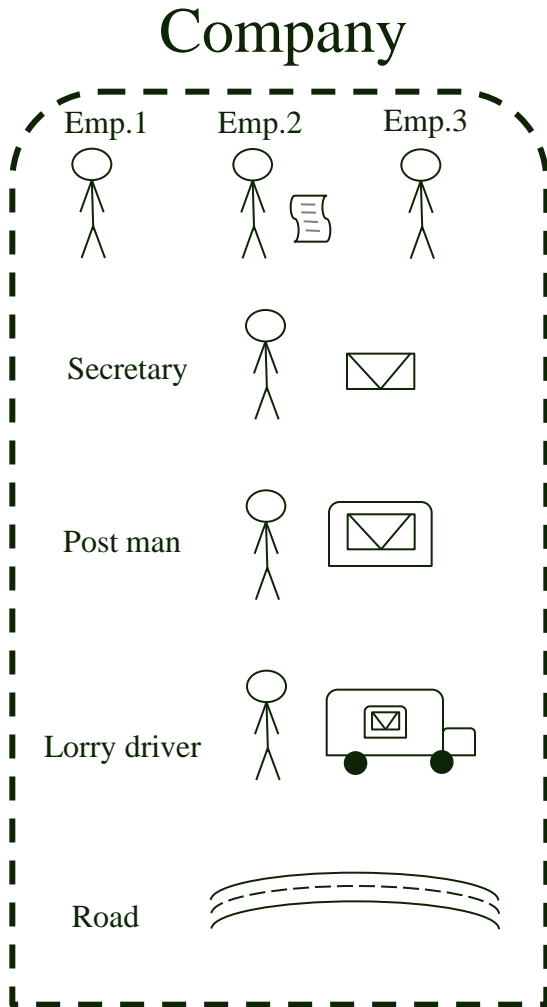 Company
Emp.1 Emp.2 Emp.3
Secretary
Post man
Lorry driver
Road